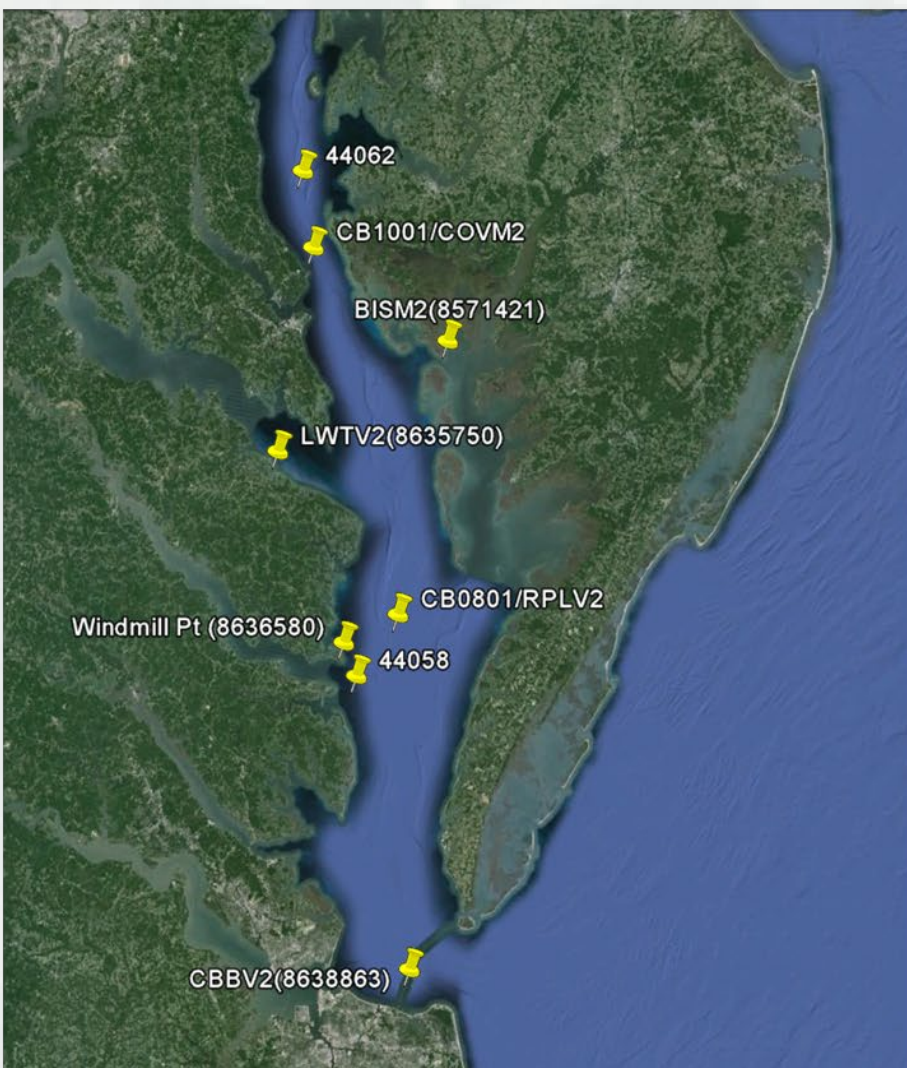 44062
CB1001/COVM2
BISM2(8571421)
LWTV2(8635750)
CB0801/RPLV2
Windmill Pt (8636580)
44058
CBBV2(8638863)